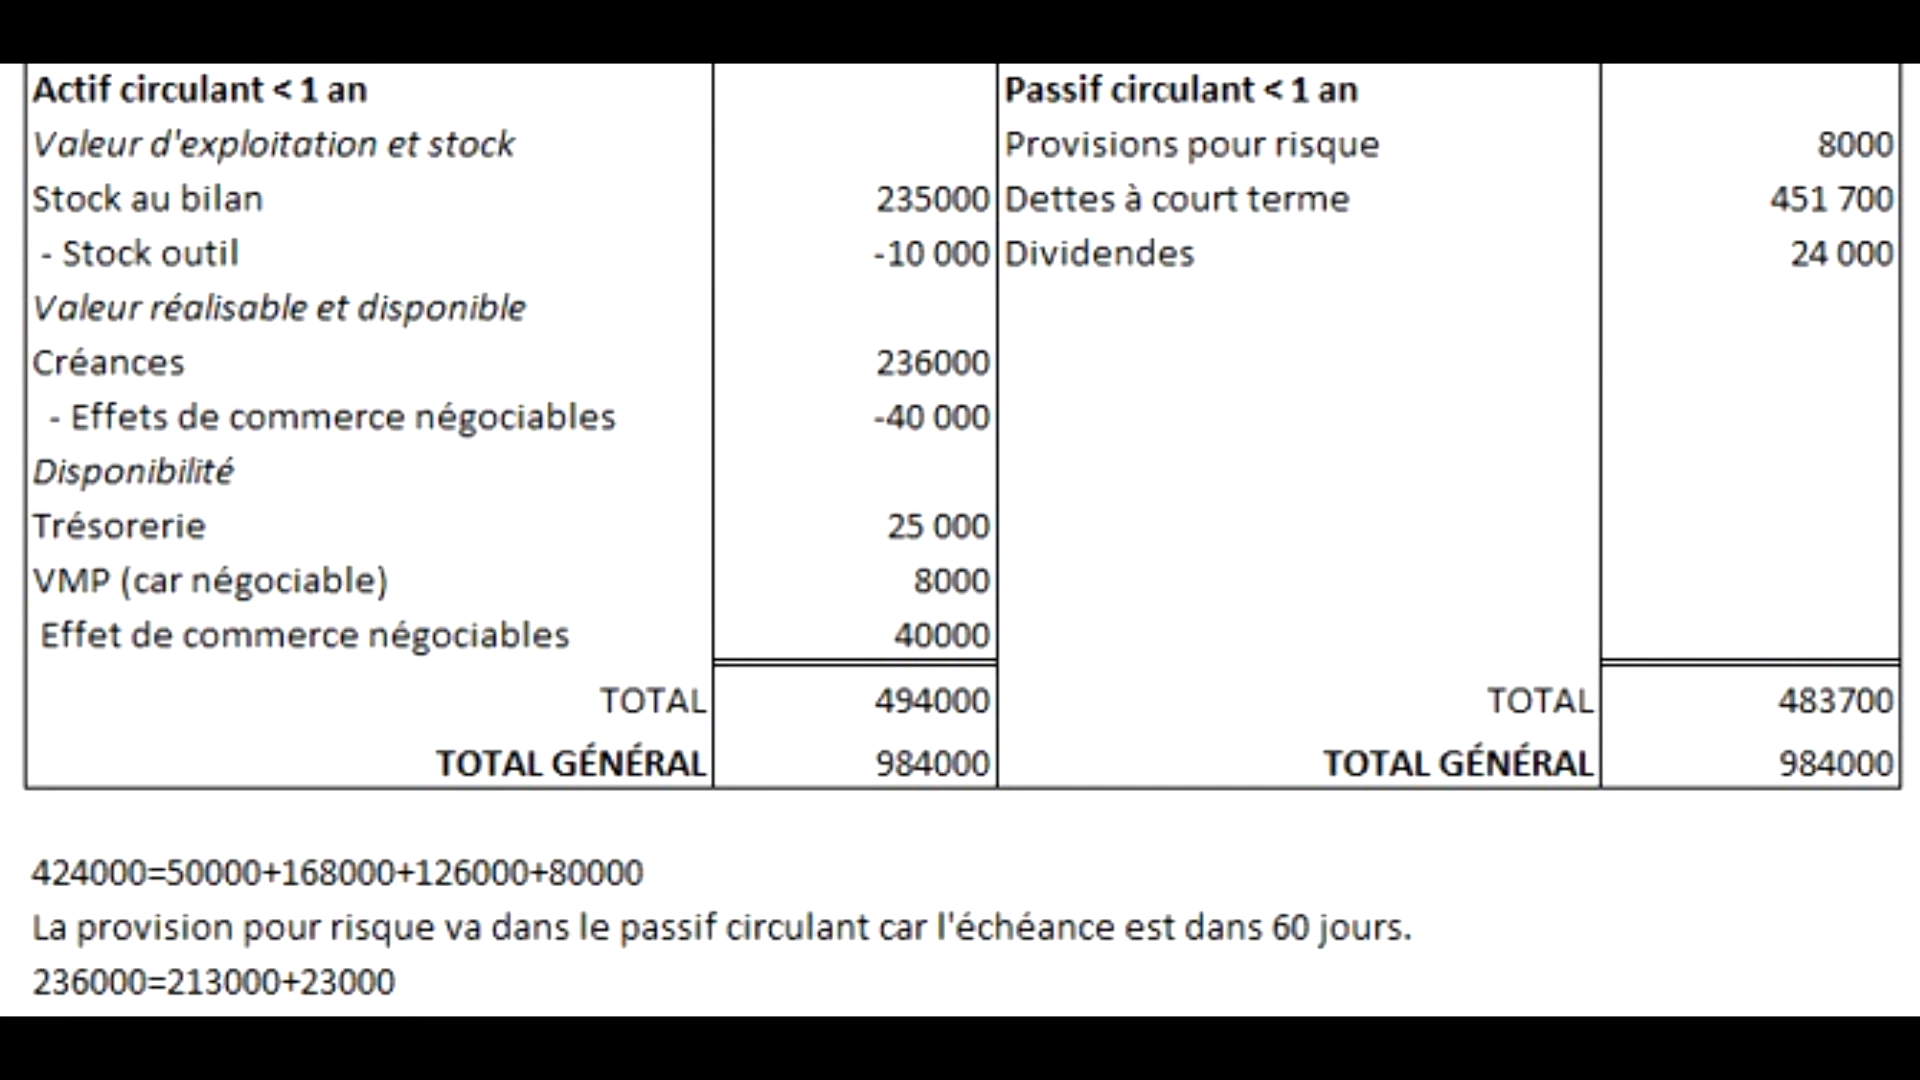 Actif circulant < 1 an Passif circulant < 1 an
Valeur d'exploitation et stock Provisions pour risque 8000
Stock au bilan 235000 Dettes à court terme 451 700
- Stock outil -10 000 Dividendes 24 000
Valeur réalisable et disponible
Créances 236000
- Effets de commerce négociables -40 000
Disponibilité
Trésorerie 25 000
VMP (car négociable) 8000
Effet de commerce négociables 40000
TOTAL 494000 TOTAL 483700
TOTAL GÉNÉRAL 984000 TOTAL GÉNÉRAL 984000
424000=50000+168000+126000+80000
La provision pour risque va dans le passif circulant car l'échéance est dans 60 jours.
236000=213000+23000